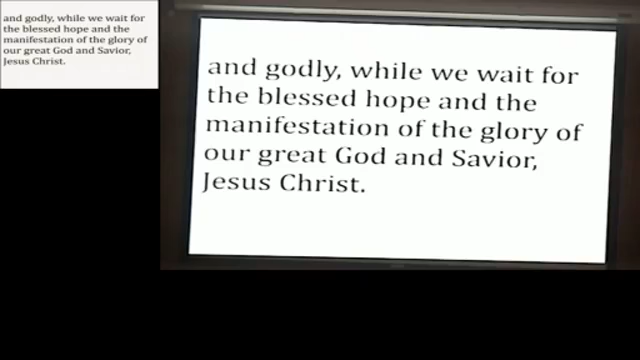 and godly, while we wait for
the blessed hope and the
manifestation of the glory of
our great God and Savior,
Jesus Christ.
and godly, while we wait for
the blessed hope and the
manifestation of the glory of
our great God and Savior,
Jesus Christ.